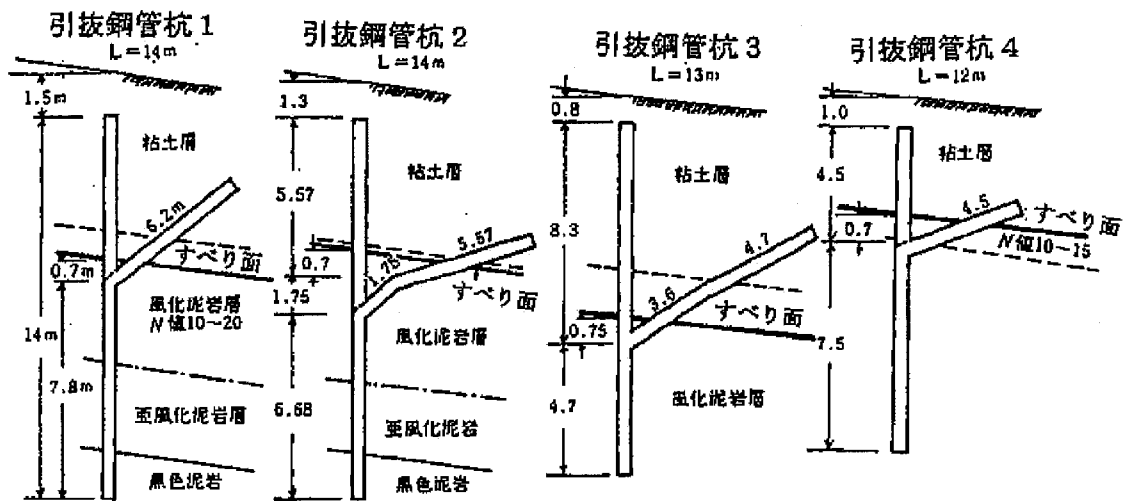 引抜鋼管杭1
L=14m
1.5m
粘土層
6.2m
すべり面
0.7m
風化泥岩層
N値10~20
14m
7.8m
亜風化泥岩層
黒色泥岩
引抜鋼管杭2
L=14m
1.3
粘土層
5.57
5.57
0.7
1.75
すべり面
1.75
風化泥岩層
6.68
亜風化泥岩
黒色泥岩
引抜鋼管杭3
L=13m
0.8
粘土層
8.3
4.7
3.6
すべり面
0.75
風化泥岩層
4.7
引抜鋼管杭4
L=12m
1.0
粘土層
4.5
4.5
すべり面
0.7
N値10~15
7.5